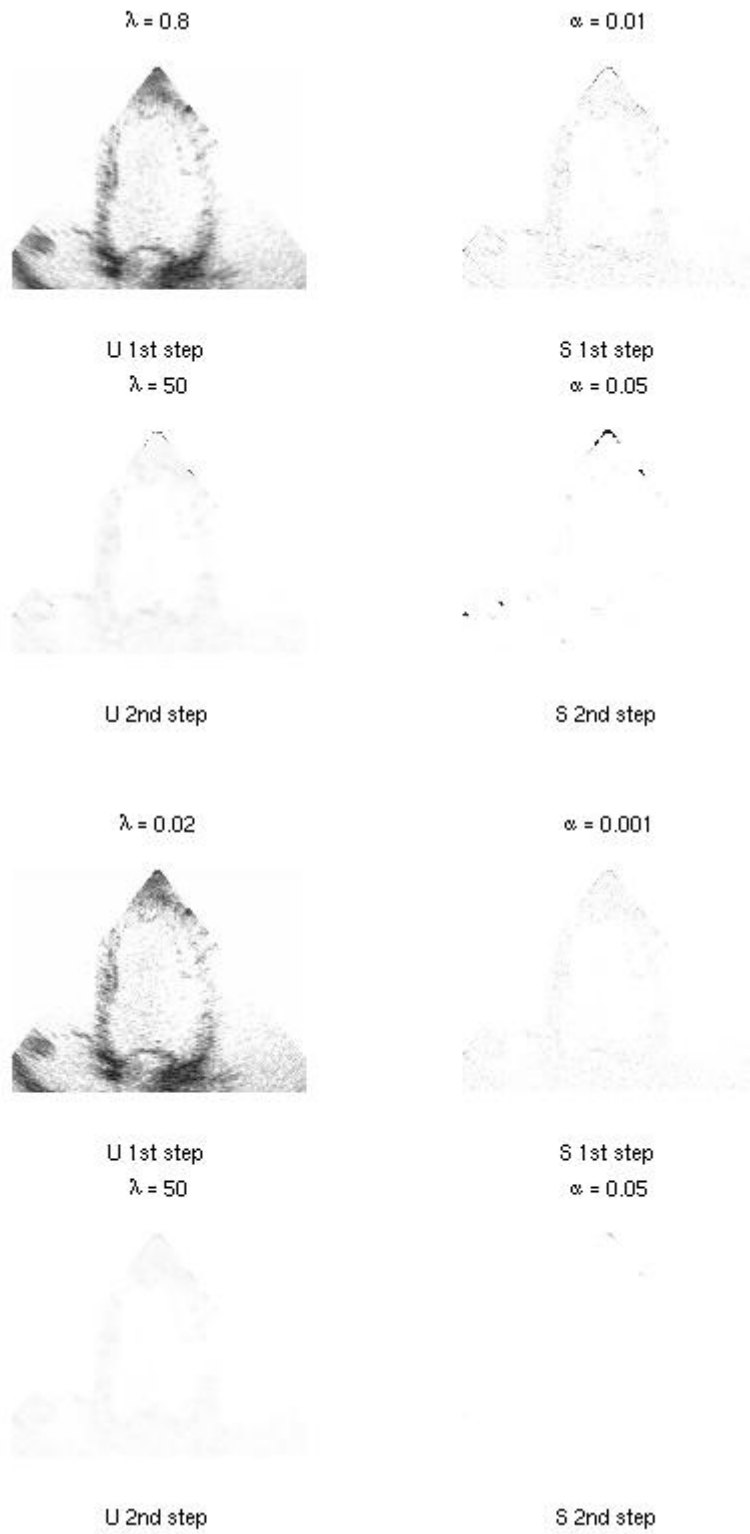 λ = 0.8 α = 0.01
U 1st step S 1st step
λ = 50 α = 0.05
U 2nd step S 2nd step
λ = 0.02 α = 0.001
U 1st step S 1st step
λ = 50 α = 0.05
U 2nd step S 2nd step